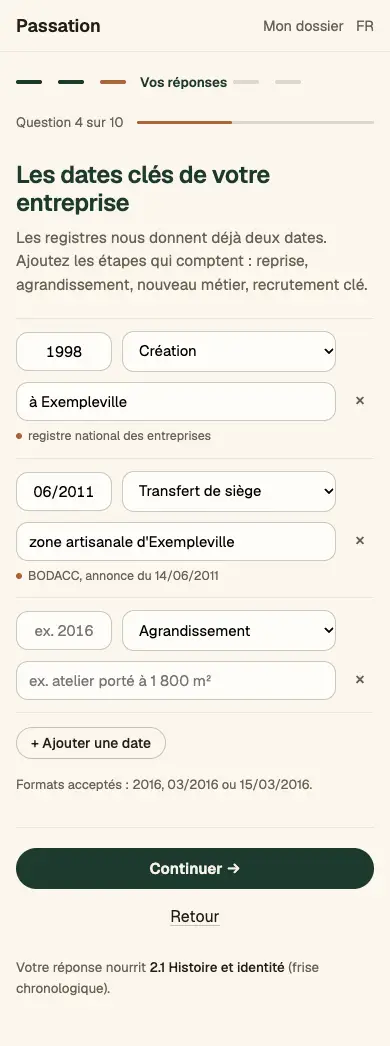 Passation
Mon dossier FR
Vos réponses
Question 4 sur 10
Les dates clés de votre
entreprise
Les registres nous donnent déjà deux dates.
Ajoutez les étapes qui comptent : reprise,
agrandissement, nouveau métier, recrutement clé.
1998 Création
à Exempleville ×
registre national des entreprises
06/2011 Transfert de siège
zone artisanale d'Exempleville ×
BODACC, annonce du 14/06/2011
ex. 2016 Agrandissement
ex. atelier porté à 1 800 m² ×
+ Ajouter une date
Formats acceptés : 2016, 03/2016 ou 15/03/2016.
Continuer →
Retour
Votre réponse nourrit 2.1 Histoire et identité (frise
chronologique).